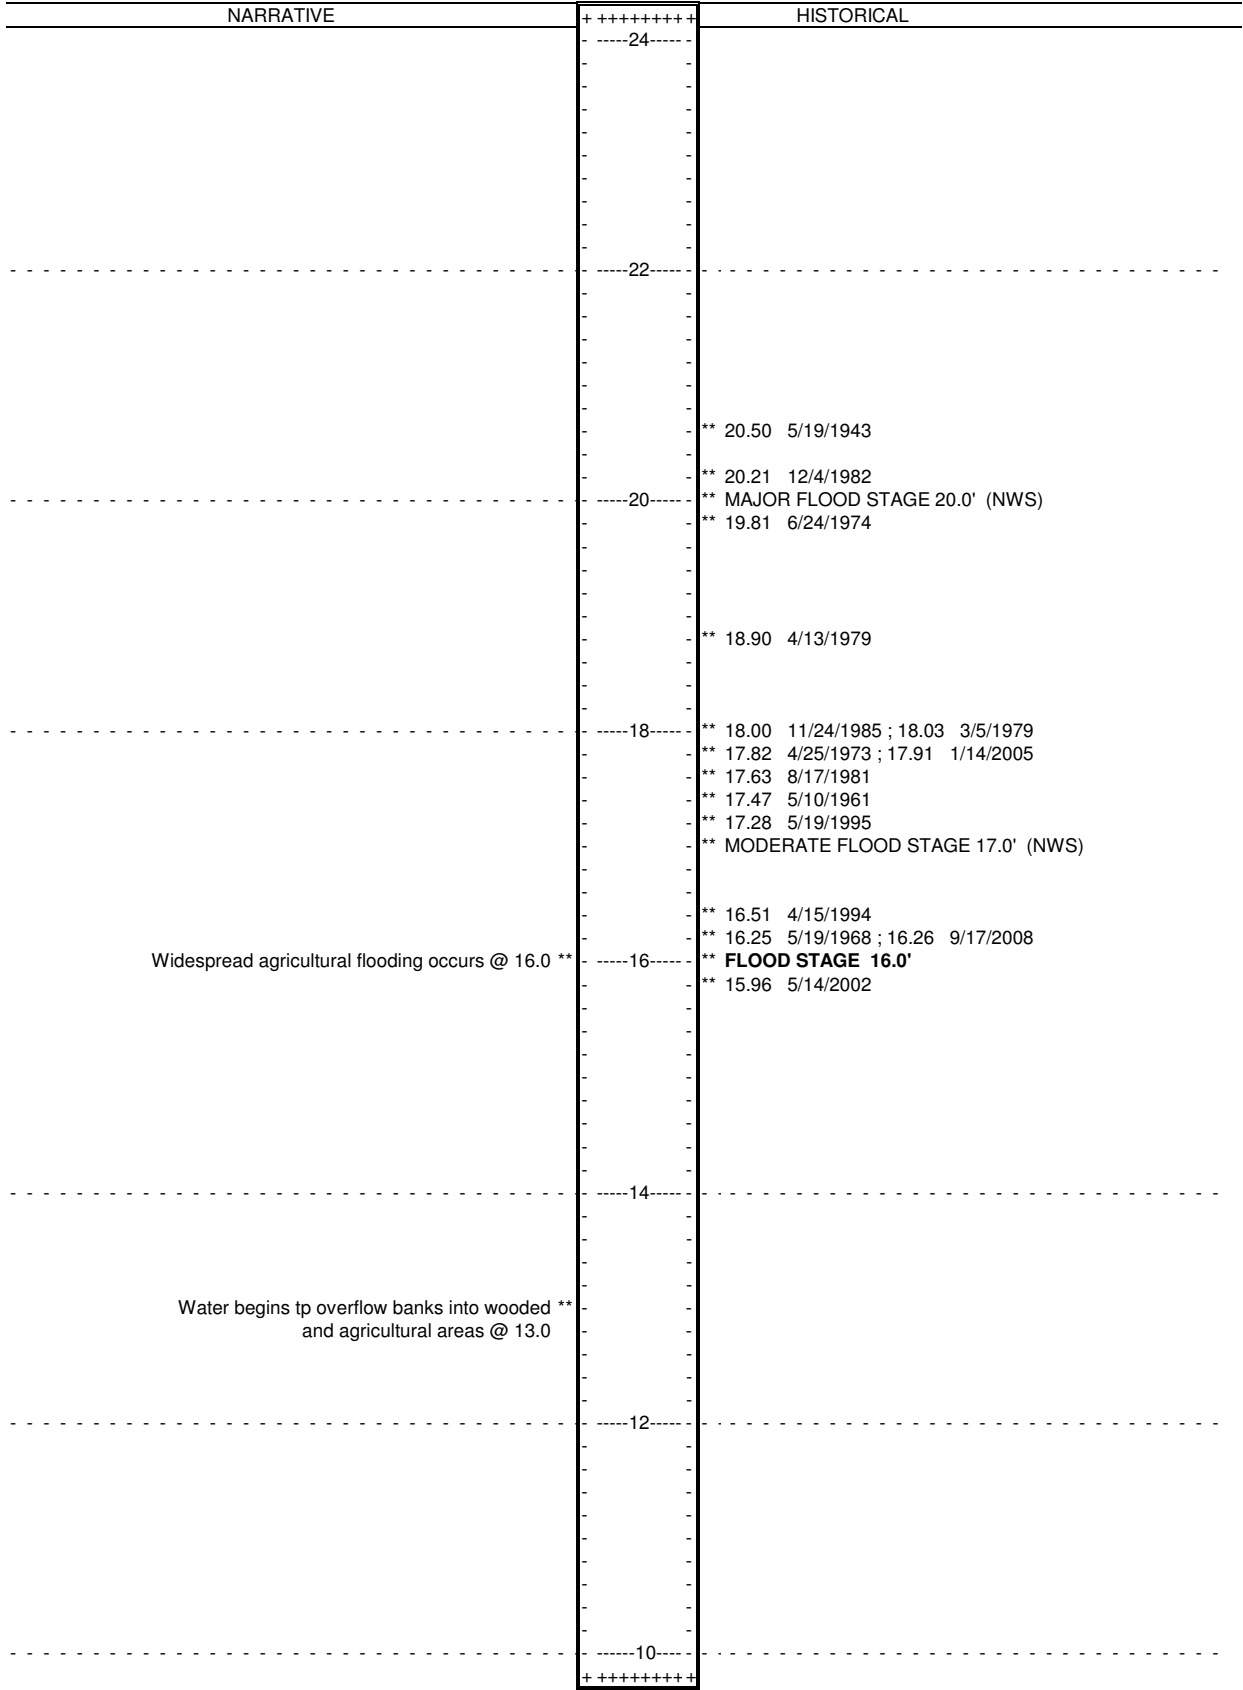 NARRATIVE + ++++++++ + HISTORICAL
- -----24----- -
- -----22----- -
** 20.50 5/19/1943
** 20.21 12/4/1982
- -----20----- - ** MAJOR FLOOD STAGE 20.0' (NWS)
** 19.81 6/24/1974
** 18.90 4/13/1979
- -----18----- - ** 18.00 11/24/1985 ; 18.03 3/5/1979
** 17.82 4/25/1973 ; 17.91 1/14/2005
** 17.63 8/17/1981
** 17.47 5/10/1961
** 17.28 5/19/1995
** MODERATE FLOOD STAGE 17.0' (NWS)
** 16.51 4/15/1994
** 16.25 5/19/1968 ; 16.26 9/17/2008
Widespread agricultural flooding occurs @ 16.0 ** - -----16----- - ** FLOOD STAGE 16.0'
** 15.96 5/14/2002
- -----14----- -
Water begins tp overflow banks into wooded **
and agricultural areas @ 13.0
- -----12----- -
- ------10---- -
+ +++++++++ +